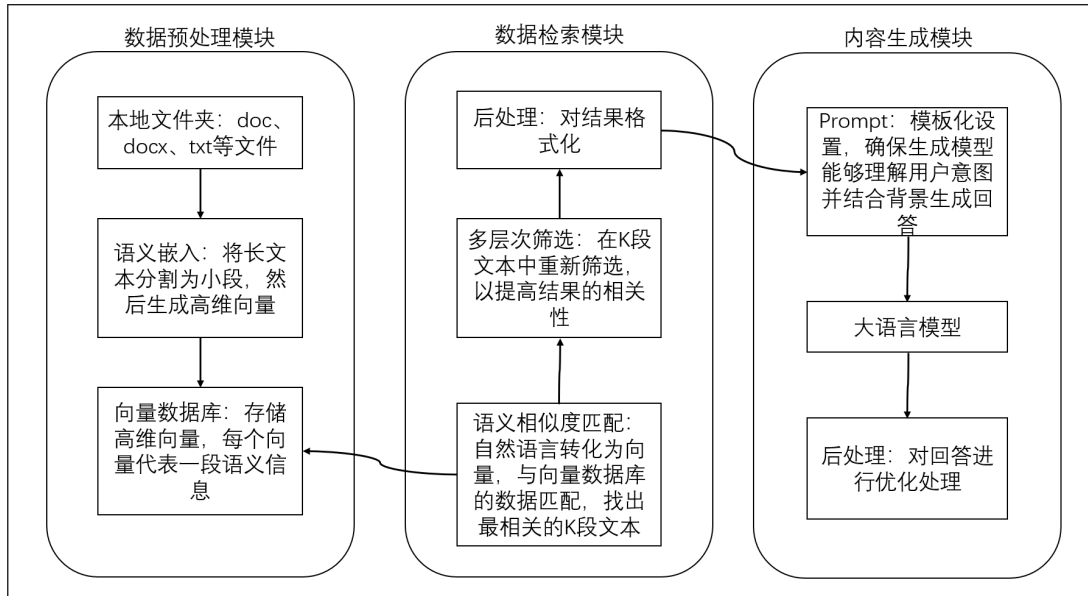 数据预处理模块
本地文件夹：doc、
docx、txt等文件
语义嵌入：将长文
本分割为小段，然
后生成高维向量
向量数据库：存储
高维向量，每个向
量代表一段语义信
息
数据检索模块
后处理：对结果格
式化
多层次筛选：在K段
文本中重新筛选，
以提高结果的相关
性
语义相似度匹配：
自然语言转化为向
量，与向量数据库
的数据匹配，找出
最相关的K段文本
内容生成模块
Prompt：模板化设
置，确保生成模型
能够理解用户意图
并结合背景生成回
答
大语言模型
后处理：对回答进
行优化处理